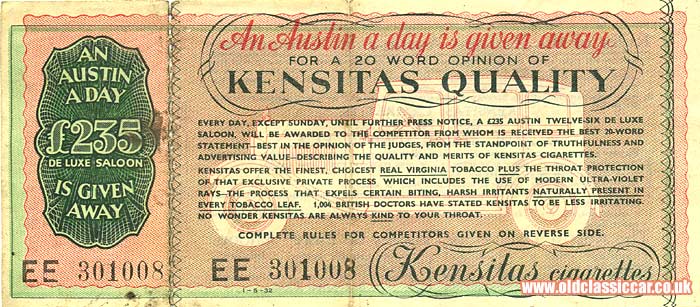 AN
AUSTIN
A DAY
£235
DE LUXE SALOON
IS GIVEN
AWAY
EE 301008
An Austin a day is given away
FOR A 20 WORD OPINION OF
KENSITAS QUALITY
EVERY DAY, EXCEPT SUNDAY, UNTIL FURTHER PRESS NOTICE, A £235 AUSTIN TWELVE-SIX DE LUXE
SALOON, WILL BE AWARDED TO THE COMPETITOR FROM WHOM IS RECEIVED THE BEST 20-WORD
STATEMENT—BEST IN THE OPINION OF THE JUDGES, FROM THE STANDPOINT OF TRUTHFULNESS AND
ADVERTISING VALUE—DESCRIBING THE QUALITY AND MERITS OF KENSITAS CIGARETTES.
KENSITAS OFFER THE FINEST, CHOICEST REAL VIRGINIA TOBACCO PLUS THE THROAT PROTECTION
OF THAT EXCLUSIVE PRIVATE PROCESS WHICH INCLUDES THE USE OF MODERN ULTRA-VIOLET
RAYS—THE PROCESS THAT EXPELS CERTAIN BITING, HARSH IRRITANTS NATURALLY PRESENT IN
EVERY TOBACCO LEAF. 1,004 BRITISH DOCTORS HAVE STATED KENSITAS TO BE LESS IRRITATING.
NO WONDER KENSITAS ARE ALWAYS KIND TO YOUR THROAT.
COMPLETE RULES FOR COMPETITORS GIVEN ON REVERSE SIDE.
EE 301008
Kensitas cigarettes
1-5-32
www.oldclassiccar.co.uk